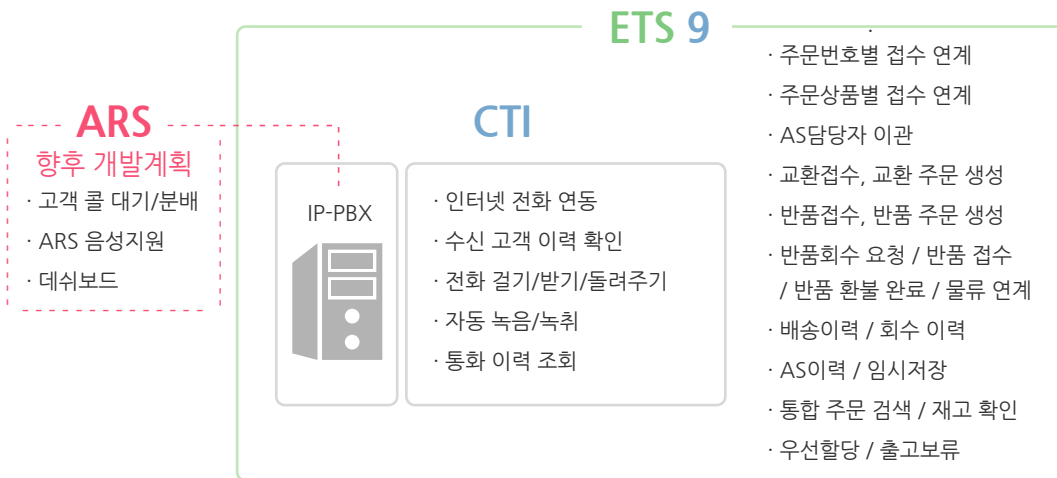 ETS 9
ARS
향후 개발계획
· 고객 콜 대기/분배
· ARS 음성지원
· 데쉬보드
CTI
IP-PBX
· 인터넷 전화 연동
· 수신 고객 이력 확인
· 전화 걸기/받기/돌려주기
· 자동 녹음/녹취
· 통화 이력 조회
·
· 주문번호별 접수 연계
· 주문상품별 접수 연계
· AS담당자 이관
· 교환접수, 교환 주문 생성
· 반품접수, 반품 주문 생성
· 반품회수 요청 / 반품 접수
/ 반품 환불 완료 / 물류 연계
· 배송이력 / 회수 이력
· AS이력 / 임시저장
· 통합 주문 검색 / 재고 확인
· 우선할당 / 출고보류